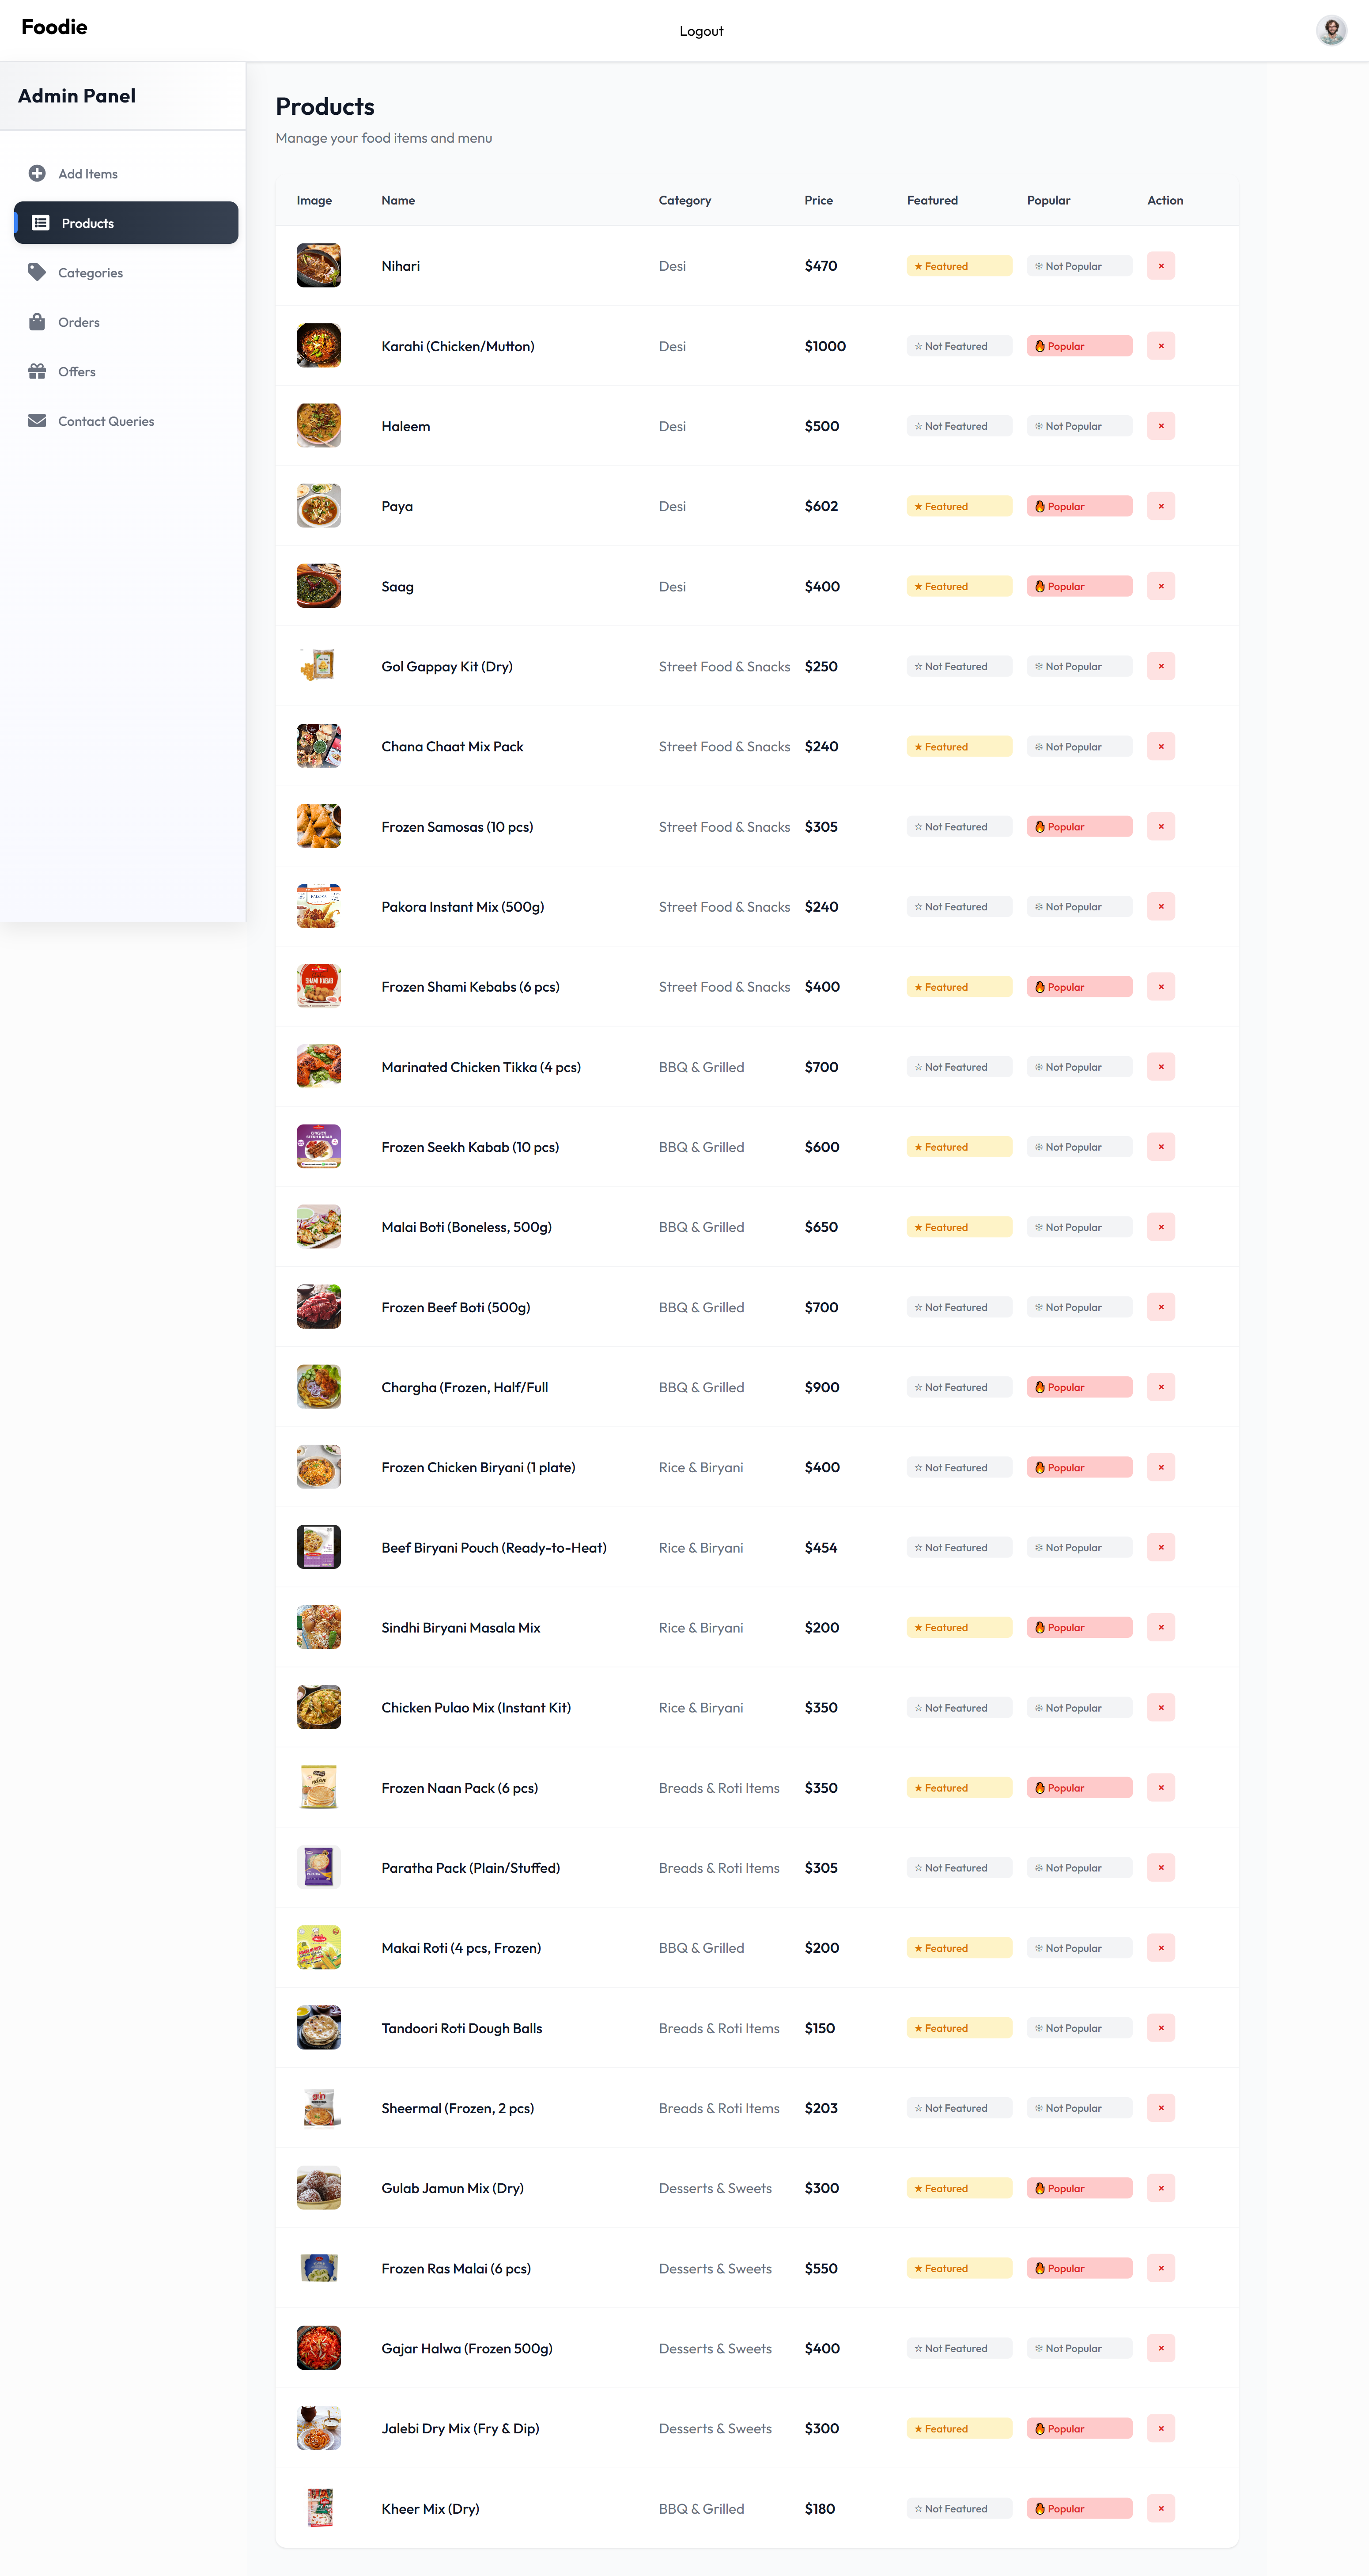 Foodie
Logout
Admin Panel
Add Items
Products
Categories
Orders
Offers
Contact Queries
Products
Manage your food items and menu
Image Name Category Price Featured Popular Action
Nihari Desi $470 ★ Featured ❄ Not Popular ×
Karahi (Chicken/Mutton) Desi $1000 ☆ Not Featured 🔥 Popular ×
Haleem Desi $500 ☆ Not Featured ❄ Not Popular ×
Paya Desi $602 ★ Featured 🔥 Popular ×
Saag Desi $400 ★ Featured 🔥 Popular ×
Gol Gappay Kit (Dry) Street Food & Snacks $250 ☆ Not Featured ❄ Not Popular ×
Chana Chaat Mix Pack Street Food & Snacks $240 ★ Featured ❄ Not Popular ×
Frozen Samosas (10 pcs) Street Food & Snacks $305 ☆ Not Featured 🔥 Popular ×
Pakora Instant Mix (500g) Street Food & Snacks $240 ☆ Not Featured ❄ Not Popular ×
Frozen Shami Kebabs (6 pcs) Street Food & Snacks $400 ★ Featured 🔥 Popular ×
Marinated Chicken Tikka (4 pcs) BBQ & Grilled $700 ☆ Not Featured ❄ Not Popular ×
Frozen Seekh Kabab (10 pcs) BBQ & Grilled $600 ★ Featured ❄ Not Popular ×
Malai Boti (Boneless, 500g) BBQ & Grilled $650 ★ Featured ❄ Not Popular ×
Frozen Beef Boti (500g) BBQ & Grilled $700 ☆ Not Featured ❄ Not Popular ×
Chargha (Frozen, Half/Full BBQ & Grilled $900 ☆ Not Featured 🔥 Popular ×
Frozen Chicken Biryani (1 plate) Rice & Biryani $400 ☆ Not Featured 🔥 Popular ×
Beef Biryani Pouch (Ready-to-Heat) Rice & Biryani $454 ☆ Not Featured ❄ Not Popular ×
Sindhi Biryani Masala Mix Rice & Biryani $200 ★ Featured 🔥 Popular ×
Chicken Pulao Mix (Instant Kit) Rice & Biryani $350 ☆ Not Featured ❄ Not Popular ×
Frozen Naan Pack (6 pcs) Breads & Roti Items $350 ★ Featured 🔥 Popular ×
Paratha Pack (Plain/Stuffed) Breads & Roti Items $305 ☆ Not Featured ❄ Not Popular ×
Makai Roti (4 pcs, Frozen) BBQ & Grilled $200 ★ Featured ❄ Not Popular ×
Tandoori Roti Dough Balls Breads & Roti Items $150 ★ Featured ❄ Not Popular ×
Sheermal (Frozen, 2 pcs) Breads & Roti Items $203 ☆ Not Featured ❄ Not Popular ×
Gulab Jamun Mix (Dry) Desserts & Sweets $300 ★ Featured 🔥 Popular ×
Frozen Ras Malai (6 pcs) Desserts & Sweets $550 ★ Featured 🔥 Popular ×
Gajar Halwa (Frozen 500g) Desserts & Sweets $400 ☆ Not Featured ❄ Not Popular ×
Jalebi Dry Mix (Fry & Dip) Desserts & Sweets $300 ★ Featured 🔥 Popular ×
Kheer Mix (Dry) BBQ & Grilled $180 ☆ Not Featured 🔥 Popular ×